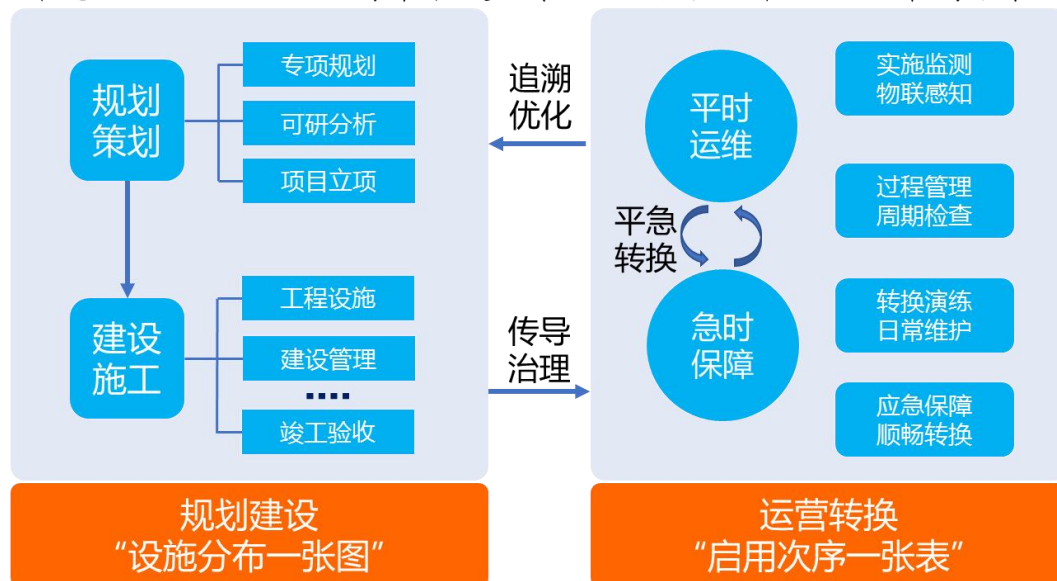 规划
策划
专项规划
可研分析
项目立项
建设
施工
工程设施
建设管理
....
竣工验收
规划建设
“设施分布一张图”
追溯
优化
传导
治理
平时
运维
平急
转换
急时
保障
实施监测
物联感知
过程管理
周期检查
转换演练
日常维护
应急保障
顺畅转换
运营转换
“启用次序一张表”